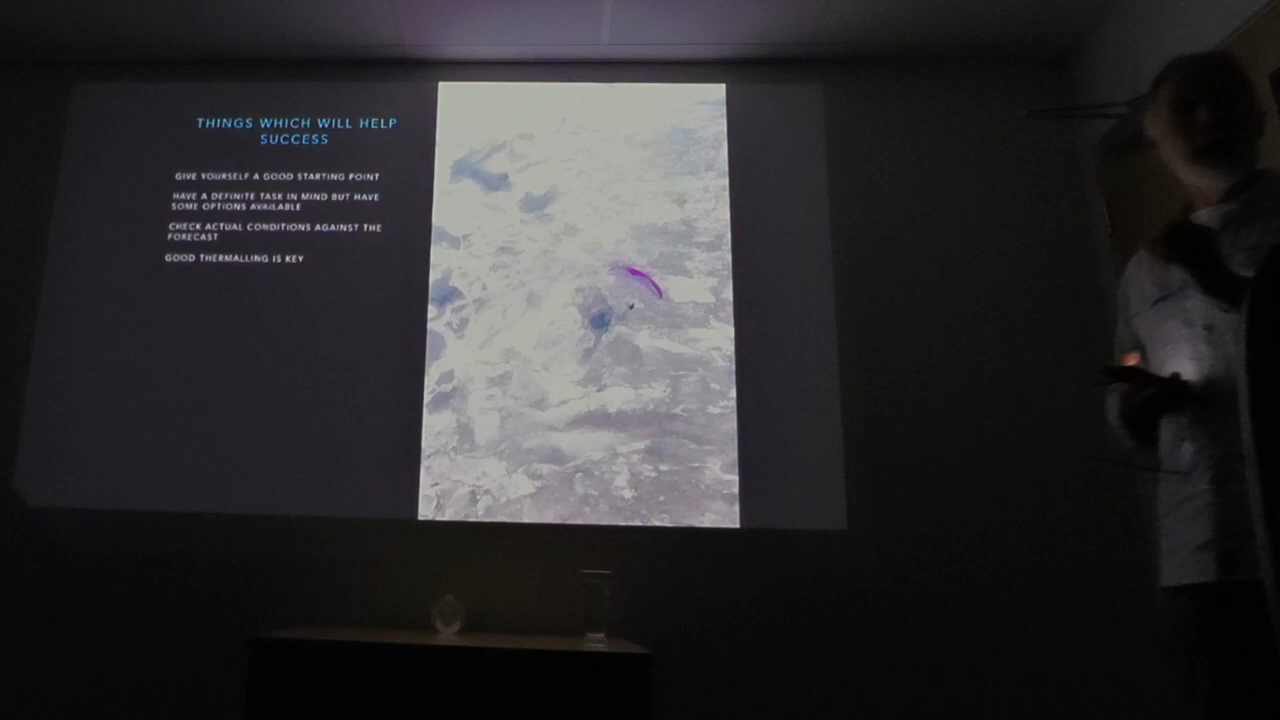 THINGS WHICH WILL HELP
SUCCESS
GIVE YOURSELF A GOOD STARTING POINT
HAVE A DEFINITE TASK IN MIND BUT HAVE
SOME OPTIONS AVAILABLE
CHECK ACTUAL CONDITIONS AGAINST THE
FORECAST
GOOD THERMALLING IS KEY